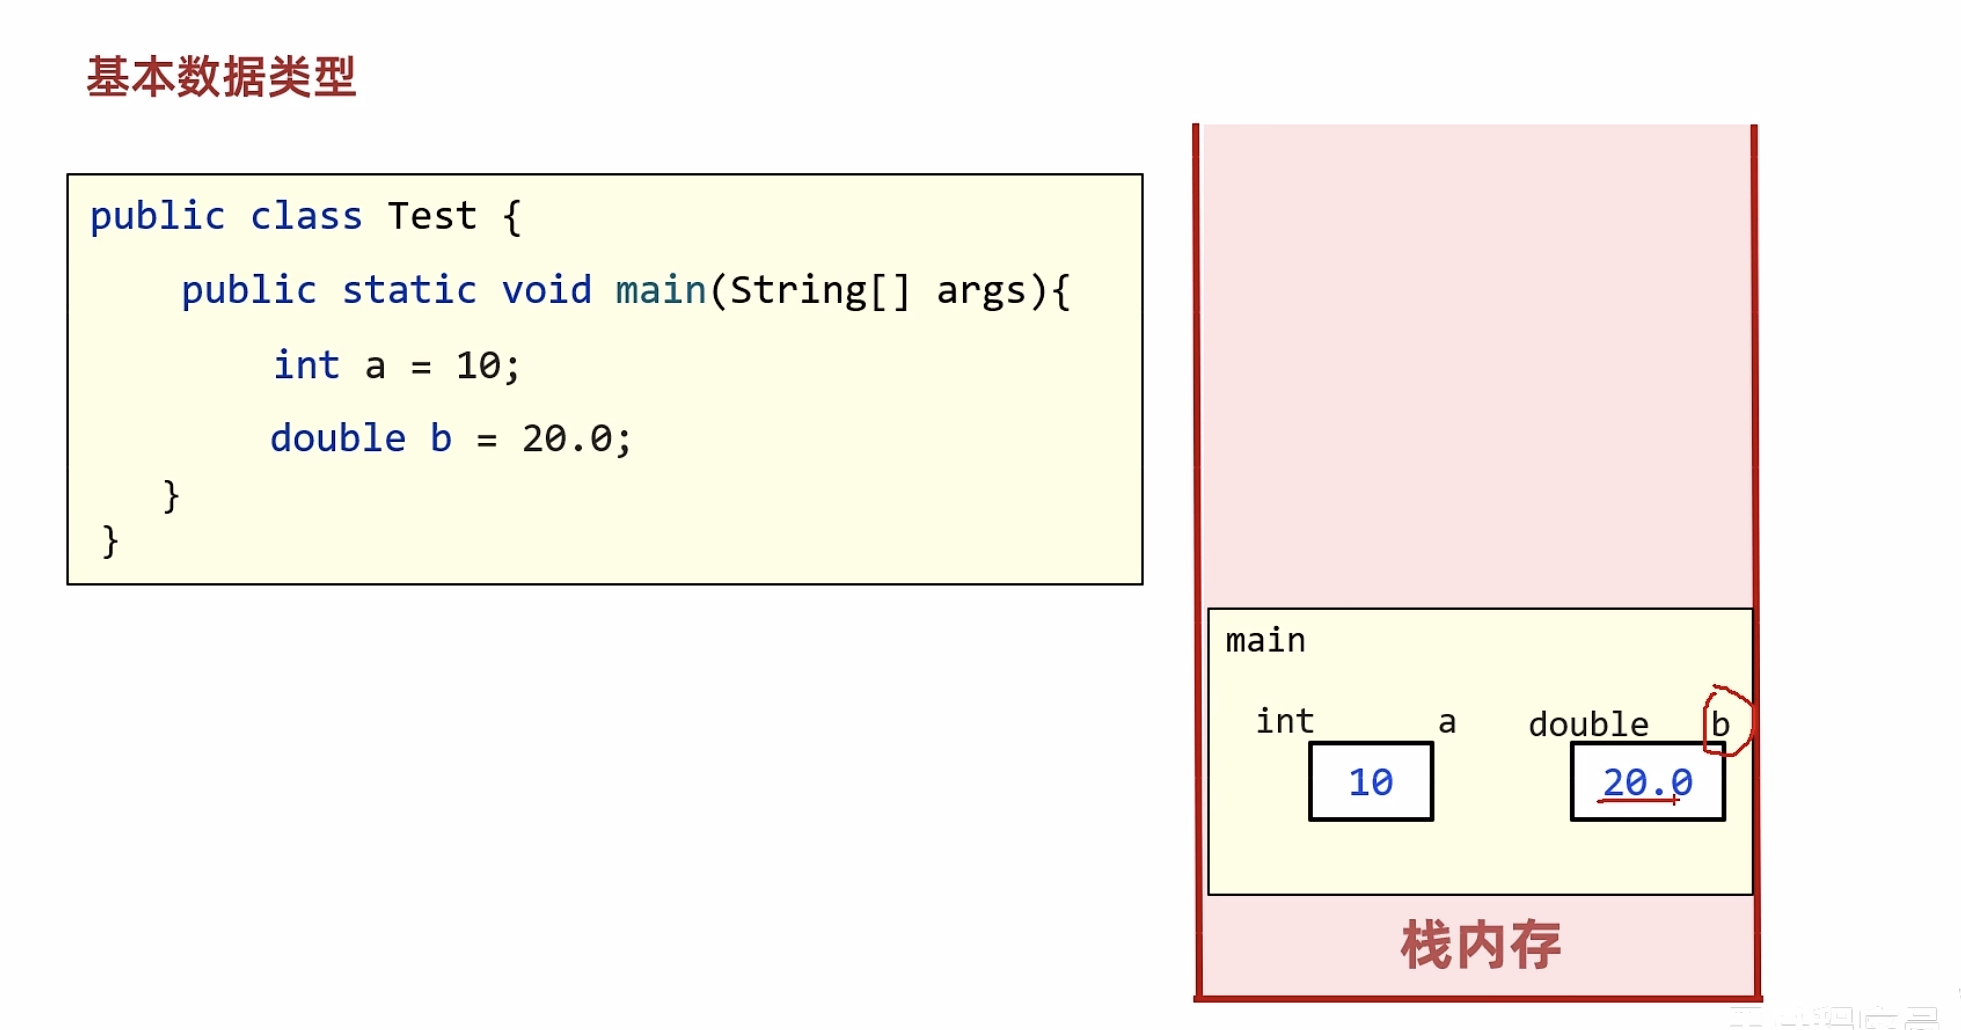 基本数据类型
public class Test {
public static void main(String[] args){
int a = 10;
double b = 20.0;
}
}
main
int a double b
10 20.0
栈内存